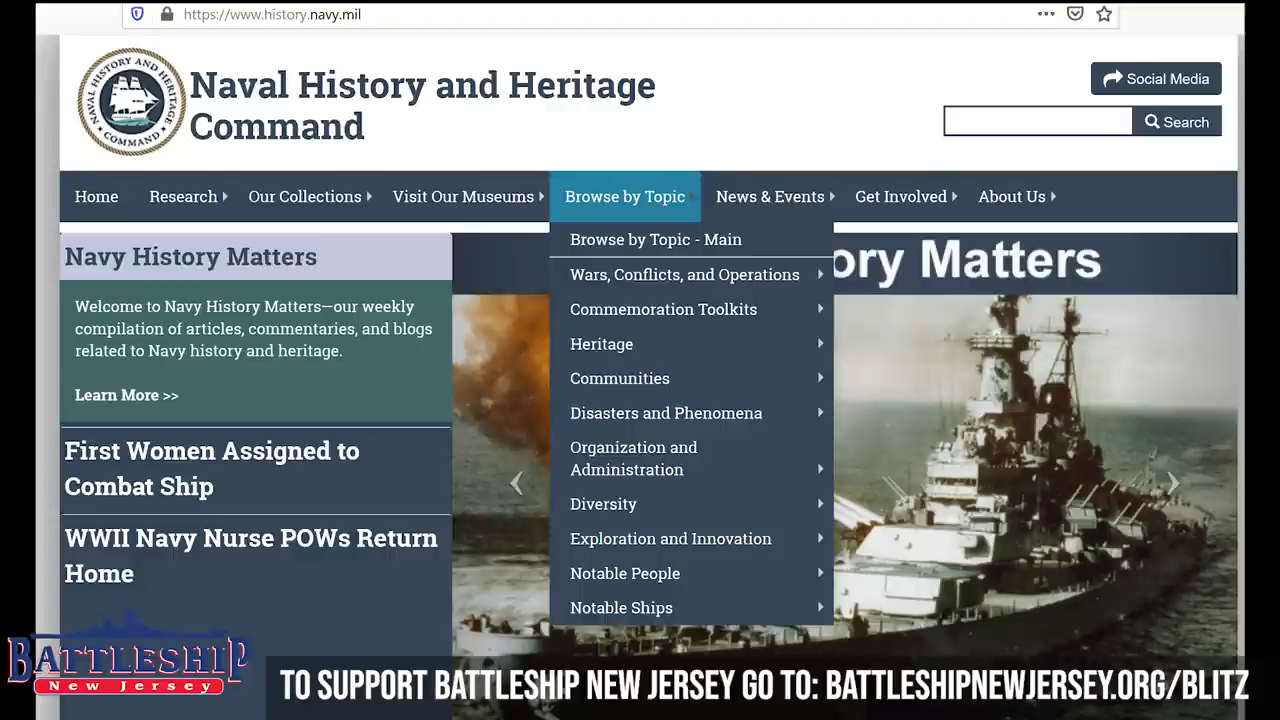 https://www.history.navy.mil
NAVAL HISTORY AND HERITAGE COMMAND
Naval History and Heritage
Command
Social Media
Search
Home Research Our Collections Visit Our Museums Browse by Topic News & Events Get Involved About Us
Navy History Matters
Welcome to Navy History Matters—our weekly
compilation of articles, commentaries, and blogs
related to Navy history and heritage.
Learn More >>
First Women Assigned to
Combat Ship
WWII Navy Nurse POWs Return
Home
Browse by Topic - Main
Wars, Conflicts, and Operations
Commemoration Toolkits
Heritage
Communities
Disasters and Phenomena
Organization and
Administration
Diversity
Exploration and Innovation
Notable People
Notable Ships
ory Matters
BATTLESHIP
New Jersey
TO SUPPORT BATTLESHIP NEW JERSEY GO TO: BATTLESHIPNEWJERSEY.ORG/BLITZ